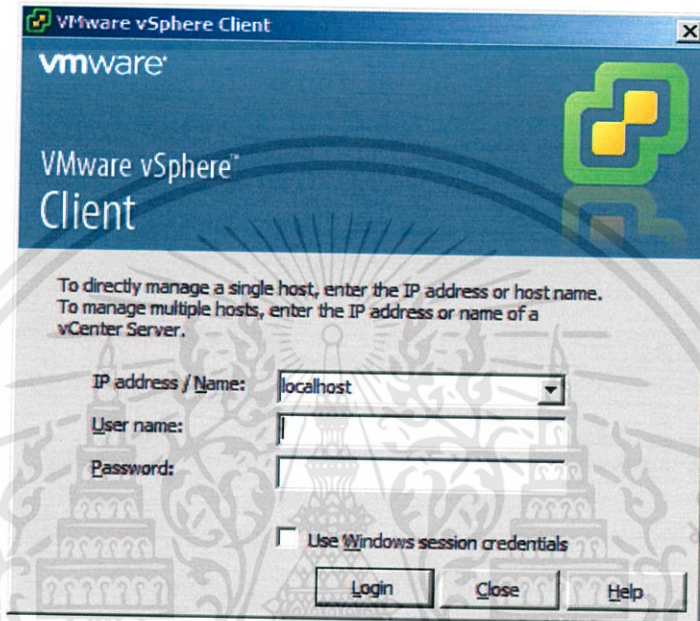 VMware vSphere Client
vmware®
VMware vSphere™
Client
To directly manage a single host, enter the IP address or host name.
To manage multiple hosts, enter the IP address or name of a
vCenter Server.
IP address / Name: localhost
User name:
Password:
Use Windows session credentials
Login Close Help